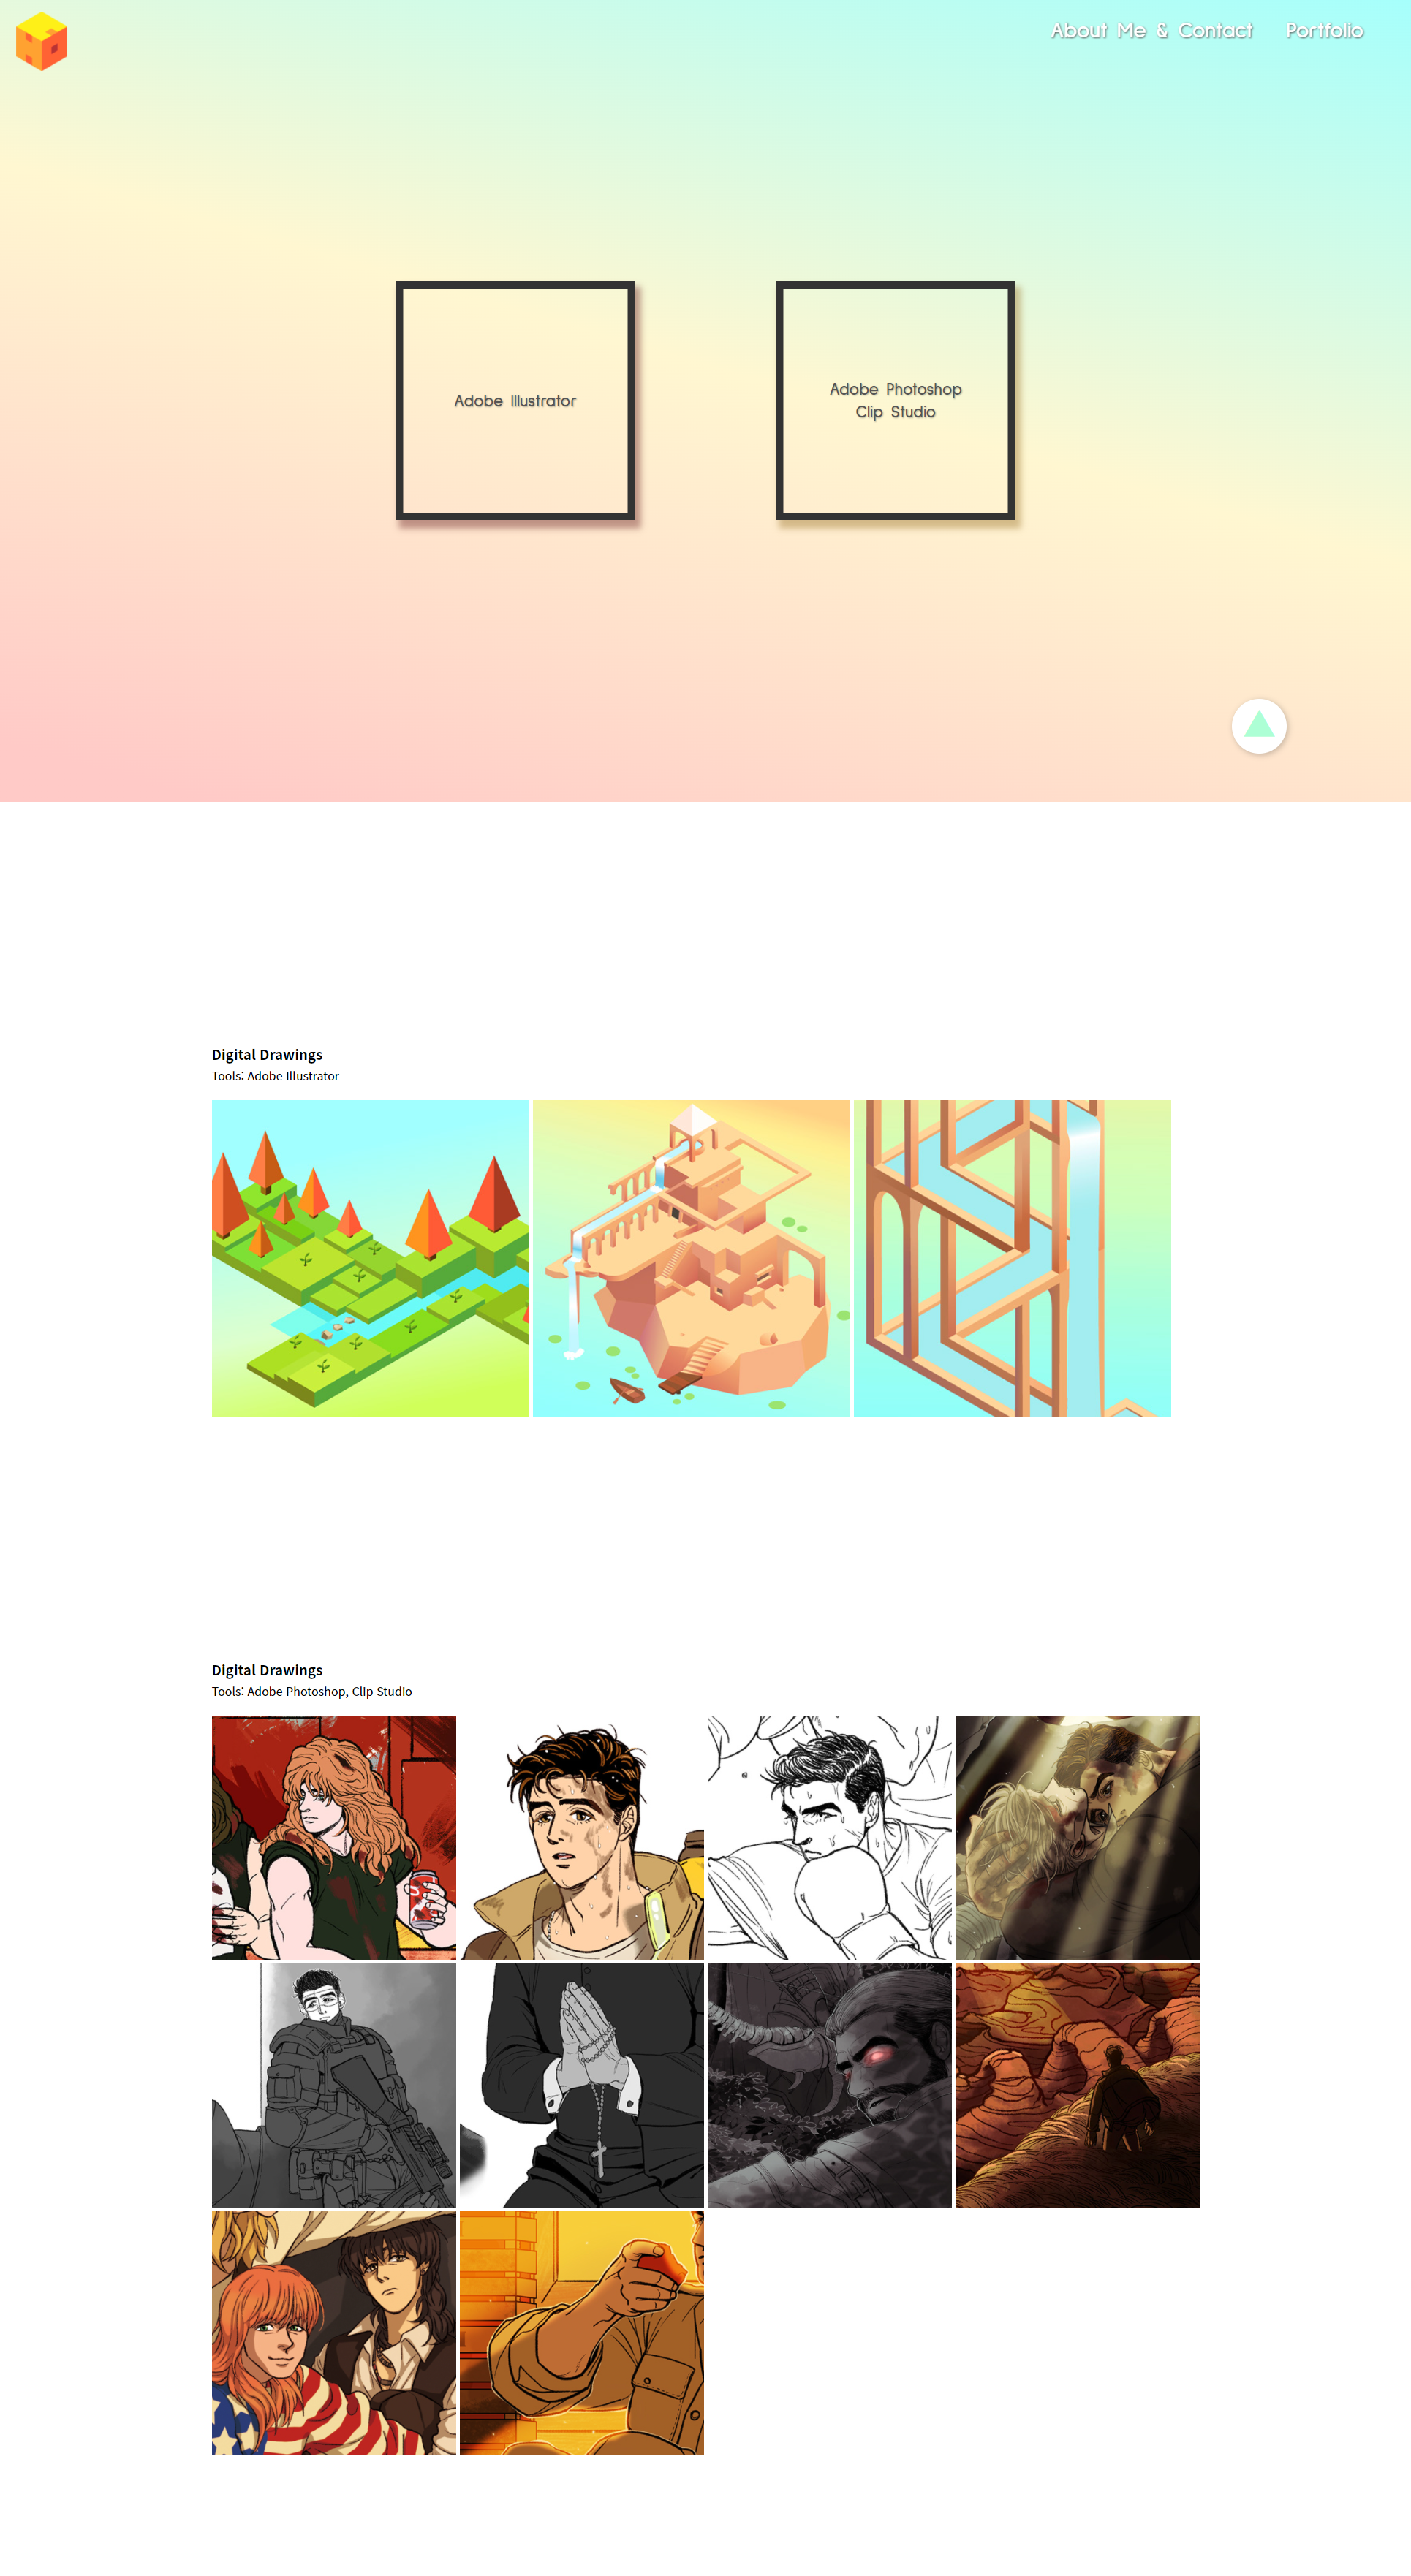 About Me & Contact
Portfolio
Adobe Illustrator
Adobe Photoshop
Clip Studio
Digital Drawings
Tools: Adobe Illustrator
Digital Drawings
Tools: Adobe Photoshop, Clip Studio